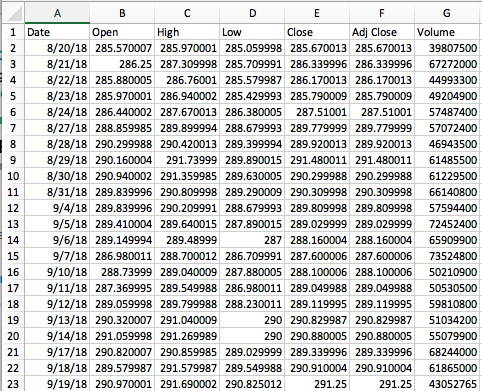 A B C D E F G
1 Date Open High Low Close Adj Close Volume
2 8/20/18 285.570007 285.970001 285.059998 285.670013 285.670013 39807500
3 8/21/18 286.25 287.309998 285.709991 286.339996 286.339996 67272000
4 8/22/18 285.880005 286.76001 285.579987 286.170013 286.170013 44993300
5 8/23/18 285.970001 286.940002 285.429993 285.790009 285.790009 49204900
6 8/24/18 286.440002 287.670013 286.380005 287.51001 287.51001 57487400
7 8/27/18 288.859985 289.899994 288.679993 289.779999 289.779999 57072400
8 8/28/18 290.299988 290.420013 289.399994 289.920013 289.920013 46943500
9 8/29/18 290.160004 291.73999 289.890015 291.480011 291.480011 61485500
10 8/30/18 290.940002 291.359985 289.630005 290.299988 290.299988 61229500
11 8/31/18 289.839996 290.809998 289.290009 290.309998 290.309998 66140800
12 9/4/18 289.839996 290.209991 288.679993 289.809998 289.809998 57594400
13 9/5/18 289.410004 289.640015 287.890015 289.029999 289.029999 72452400
14 9/6/18 289.149994 289.48999 287 288.160004 288.160004 65909900
15 9/7/18 286.980011 288.700012 286.709991 287.600006 287.600006 73524800
16 9/10/18 288.73999 289.040009 287.880005 288.100006 288.100006 50210900
17 9/11/18 287.369995 289.549988 286.980011 289.049988 289.049988 50530500
18 9/12/18 289.059998 289.799988 288.230011 289.119995 289.119995 59810800
19 9/13/18 290.320007 291.040009 290 290.829987 290.829987 51034200
20 9/14/18 291.059998 291.269989 290 290.880005 290.880005 55079900
21 9/17/18 290.820007 290.859985 289.029999 289.339996 289.339996 68244000
22 9/18/18 289.579987 291.579987 289.549988 290.910004 290.910004 61865000
23 9/19/18 290.970001 291.690002 290.825012 291.25 291.25 43052765